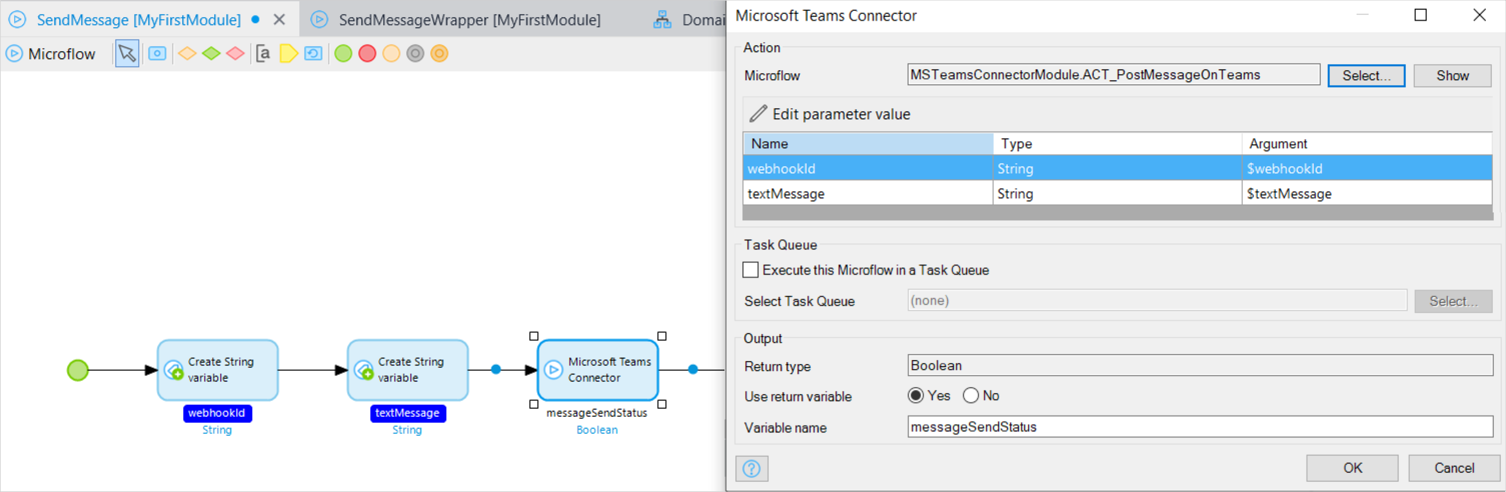 SendMessage [MyFirstModule]
SendMessageWrapper [MyFirstModule]
Domai
Microflow
[a
Create String
variable
webhookId
String
Create String
variable
textMessage
String
Microsoft Teams
Connector
messageSendStatus
Boolean
Microsoft Teams Connector
Action
Microflow
MSTeamsConnectorModule.ACT_PostMessageOnTeams
Select...
Show
Edit parameter value
Name Type Argument
webhookId String $webhookId
textMessage String $textMessage
Task Queue
Execute this Microflow in a Task Queue
Select Task Queue (none) Select...
Output
Return type Boolean
Use return variable Yes No
Variable name messageSendStatus
?
OK
Cancel